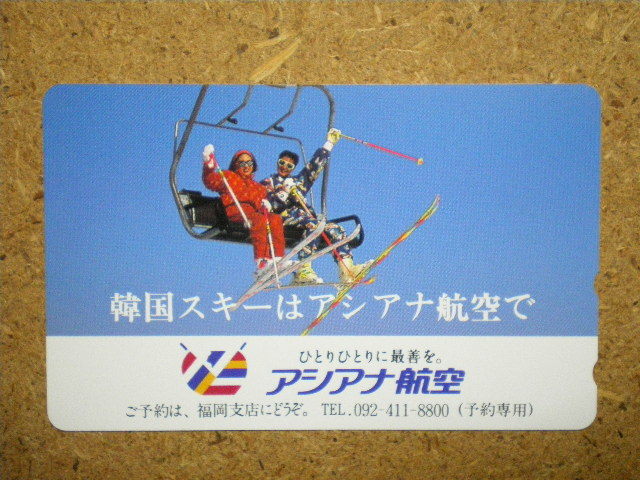 韓国スキーはアシアナ航空で
ひとりひとりに最善を。
アシアナ航空
ご予約は、福岡支店にどうぞ。TEL.092-411-8800（予約専用）